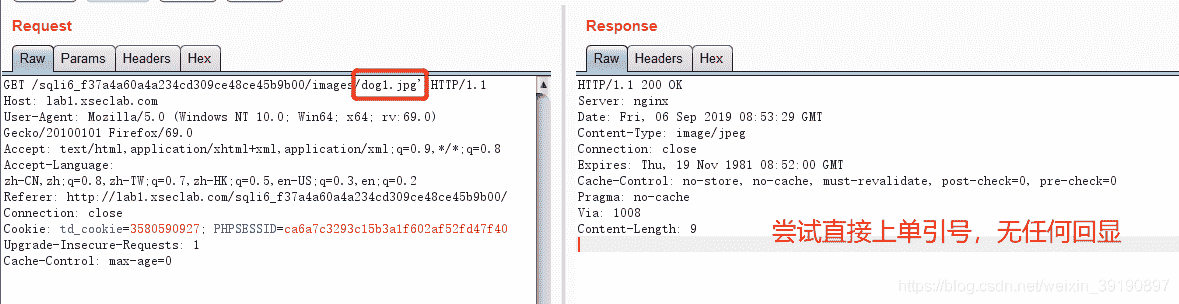 Request
Raw
Params
Headers
Hex
GET /sqli6_f37a4a60a4a234cd309ce48ce45b9b00/images/dog1.jpg' HTTP/1.1
Host: lab1.xseclab.com
User-Agent: Mozilla/5.0 (Windows NT 10.0; Win64; x64; rv:69.0)
Gecko/20100101 Firefox/69.0
Accept: text/html,application/xhtml+xml,application/xml;q=0.9,*/*;q=0.8
Accept-Language:
zh-CN,zh;q=0.8,zh-TW;q=0.7,zh-HK;q=0.5,en-US;q=0.3,en;q=0.2
Referer: http://lab1.xseclab.com/sqli6_f37a4a60a4a234cd309ce48ce45b9b00/
Connection: close
Cookie: td_cookie=3580590927; PHPSESSID=ca6a7c3293c15b3a1f602af52fd47f40
Upgrade-Insecure-Requests: 1
Cache-Control: max-age=0
Response
Raw
Headers
Hex
HTTP/1.1 200 OK
Server: nginx
Date: Fri, 06 Sep 2019 08:53:29 GMT
Content-Type: image/jpeg
Connection: close
Expires: Thu, 19 Nov 1981 08:52:00 GMT
Cache-Control: no-store, no-cache, must-revalidate, post-check=0, pre-check=0
Pragma: no-cache
Via: 1008
Content-Length: 9
尝试直接上单引号，无任何回显
https://blog.csdn.net/weixin_39190897